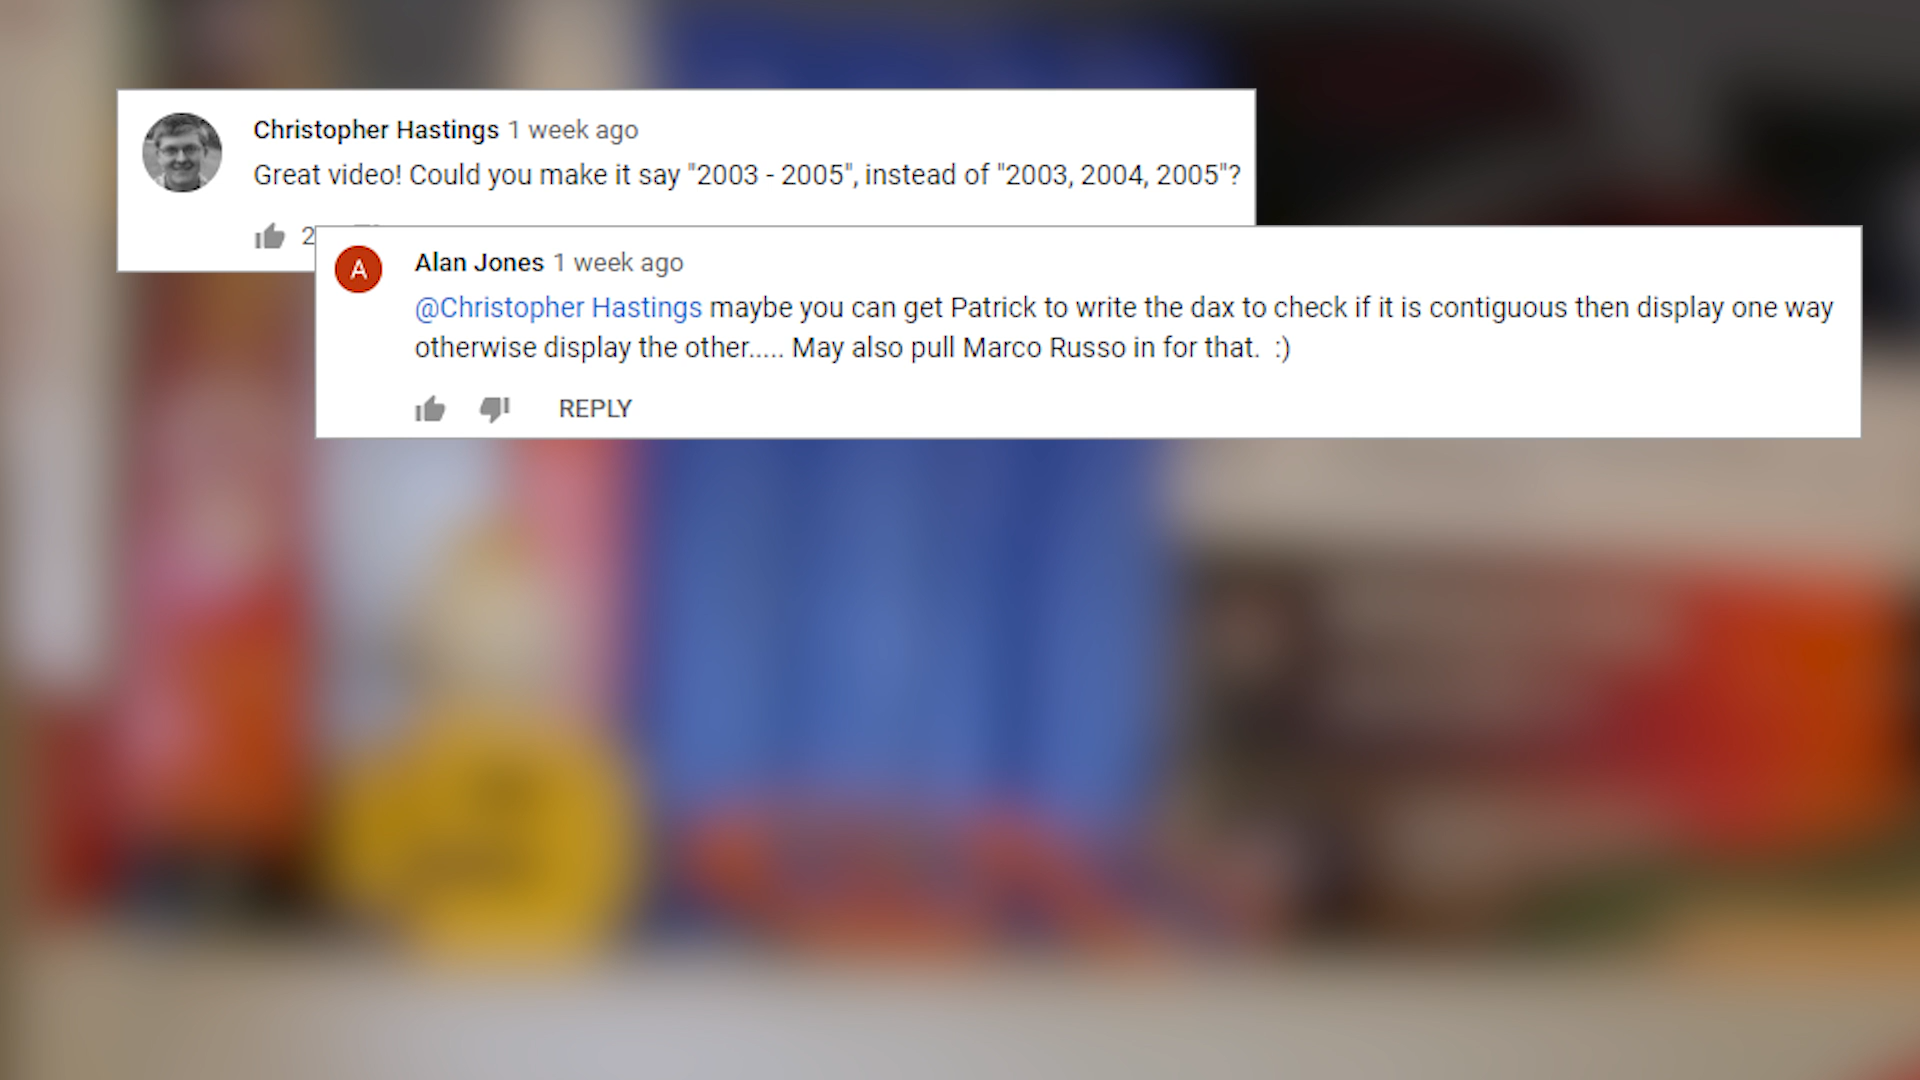 Christopher Hastings 1 week ago
Great video! Could you make it say "2003 - 2005", instead of "2003, 2004, 2005"?
2
A
Alan Jones 1 week ago
@Christopher Hastings maybe you can get Patrick to write the dax to check if it is contiguous then display one way
otherwise display the other..... May also pull Marco Russo in for that. :)
REPLY